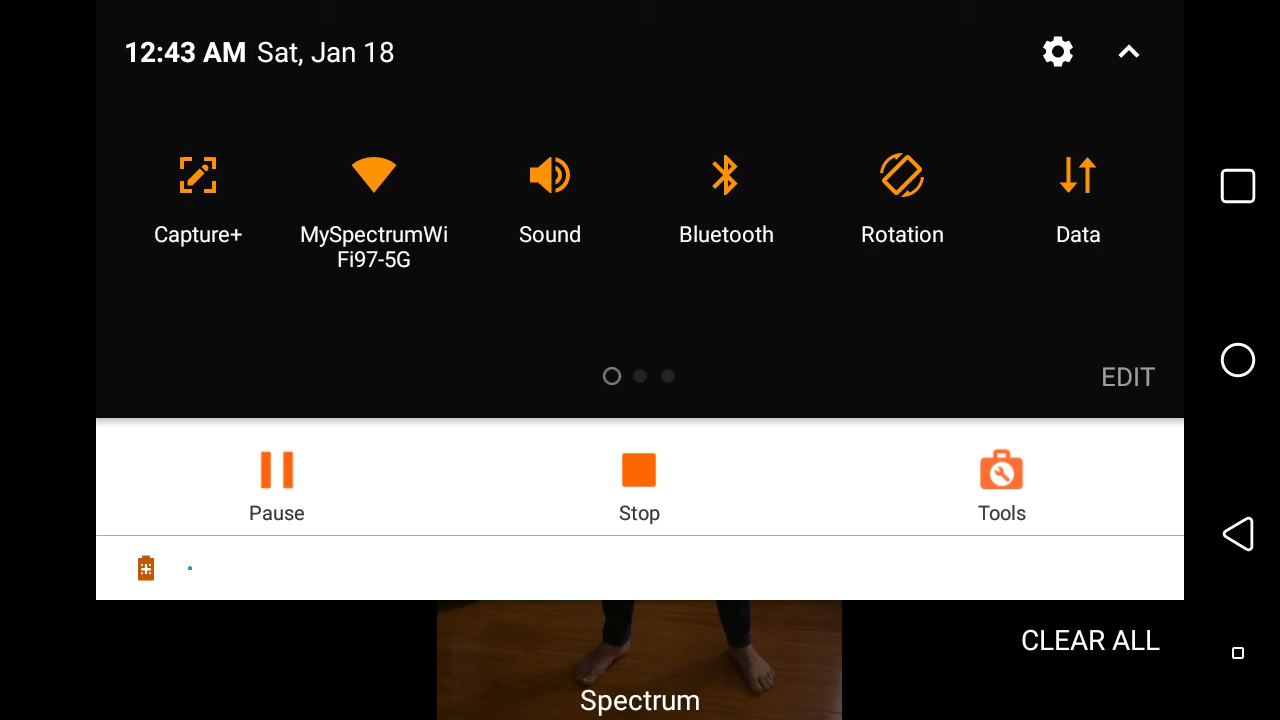 12:43 AM Sat, Jan 18
Capture+
MySpectrumWi
Fi97-5G
Sound
Bluetooth
Rotation
Data
EDIT
Pause
Stop
Tools
CLEAR ALL
Spectrum